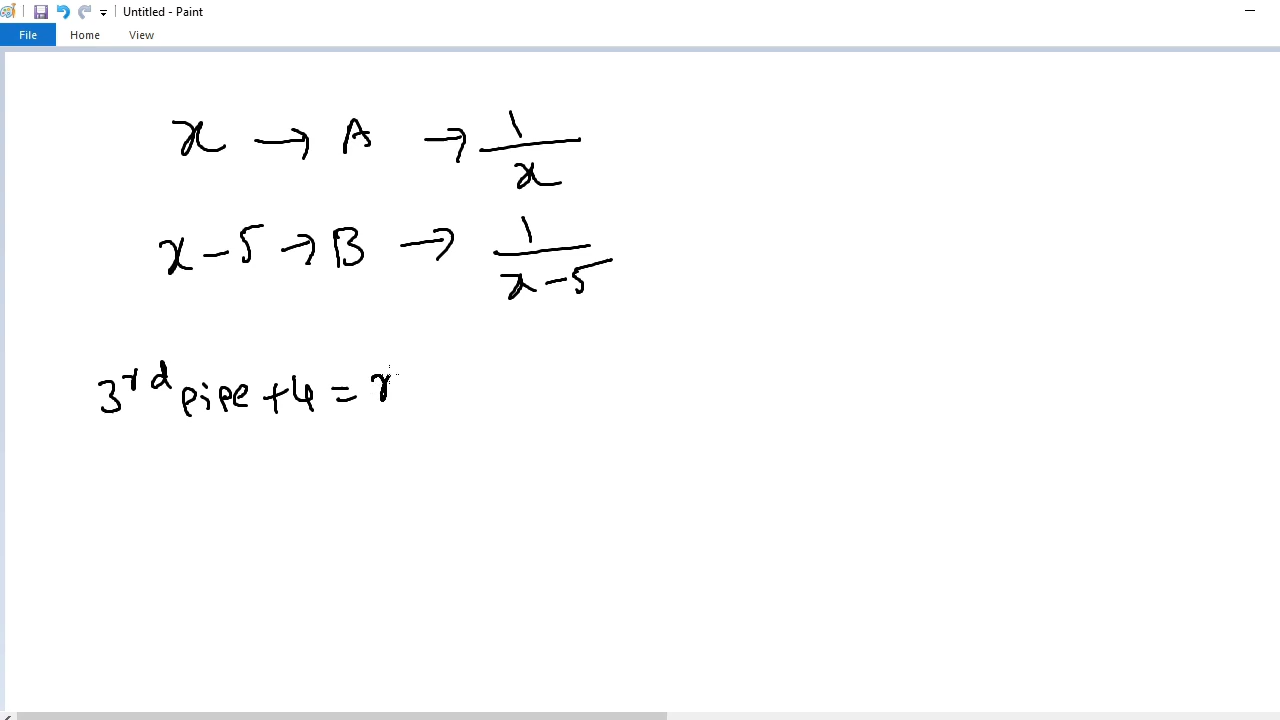 Untitled - Paint
File Home View
x → A → 1/x
x - 5 → B → 1/(x - 5)
3rd pipe + 4 = x